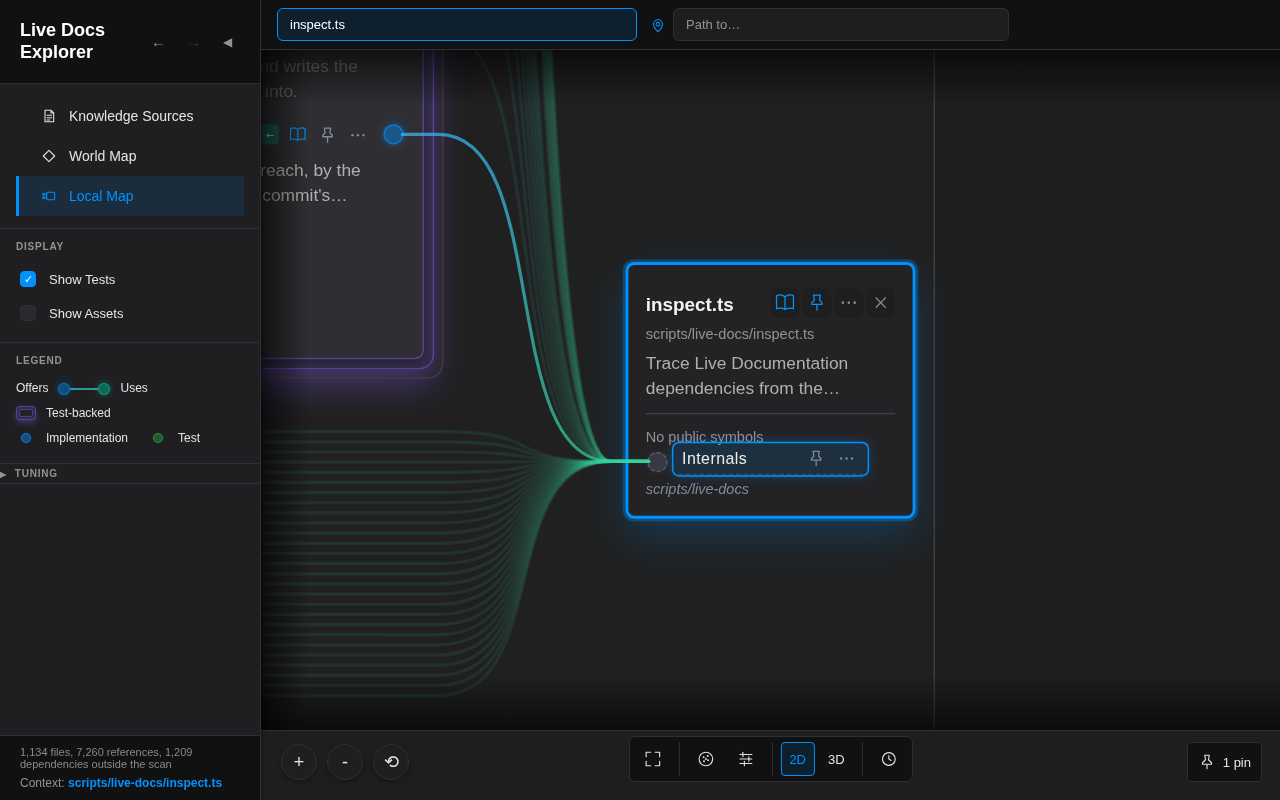 Live Docs
Explorer
←
→
◀
inspect.ts
Path to…
Knowledge Sources
World Map
Local Map
DISPLAY
Show Tests
Show Assets
LEGEND
Offers
Uses
Test-backed
Implementation
Test
TUNING
nd writes the
into.
reach, by the
commit's…
inspect.ts
scripts/live-docs/inspect.ts
Trace Live Documentation
dependencies from the…
No public symbols
Internals
scripts/live-docs
1,134 files, 7,260 references, 1,209
dependencies outside the scan
Context: scripts/live-docs/inspect.ts
+
-
⟲
2D
3D
1 pin